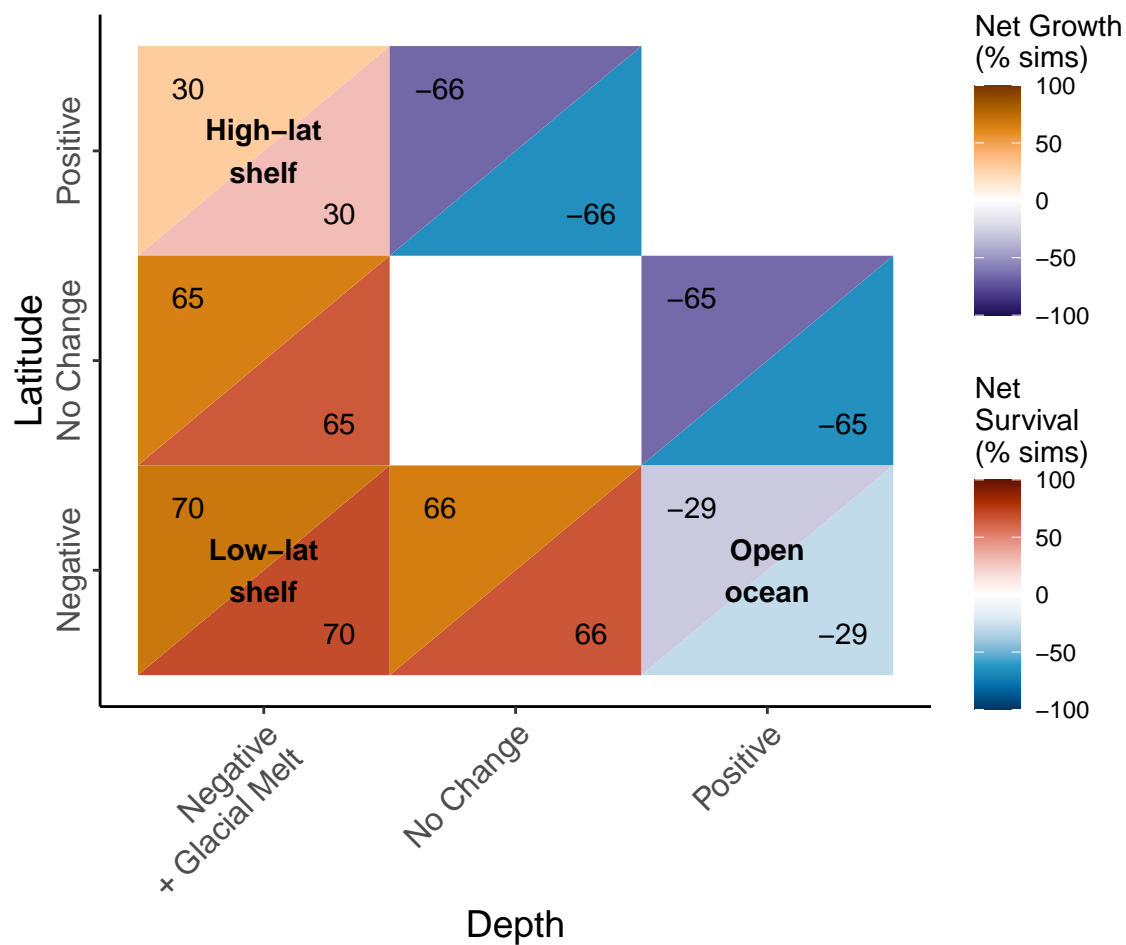 30
High−lat
shelf
30
−66
−66
65
65
−65
−65
70
Low−lat
shelf
70
66
66
−29
Open
ocean
−29
Positive
No Change
Negative
Latitude
Negative
+ Glacial Melt
No Change
Positive
Depth
Net Growth
(% sims)
100
50
0
−50
−100
Net
Survival
(% sims)
100
50
0
−50
−100